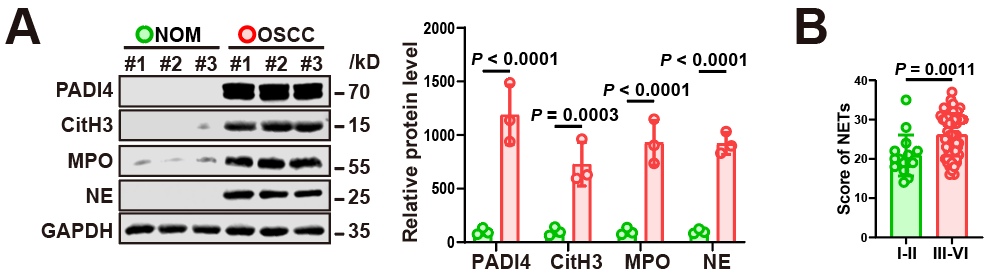 A
NOM OSCC
#1 #2 #3 #1 #2 #3 /kD
PADI4 70
CitH3 15
MPO 55
NE 25
GAPDH 35
Relative protein level
2000
1500
1000
500
0
P < 0.0001
P = 0.0003
P < 0.0001
P < 0.0001
PADI4 CitH3 MPO NE
B
Score of NETs
40
30
20
10
0
P = 0.0011
I-II III-VI